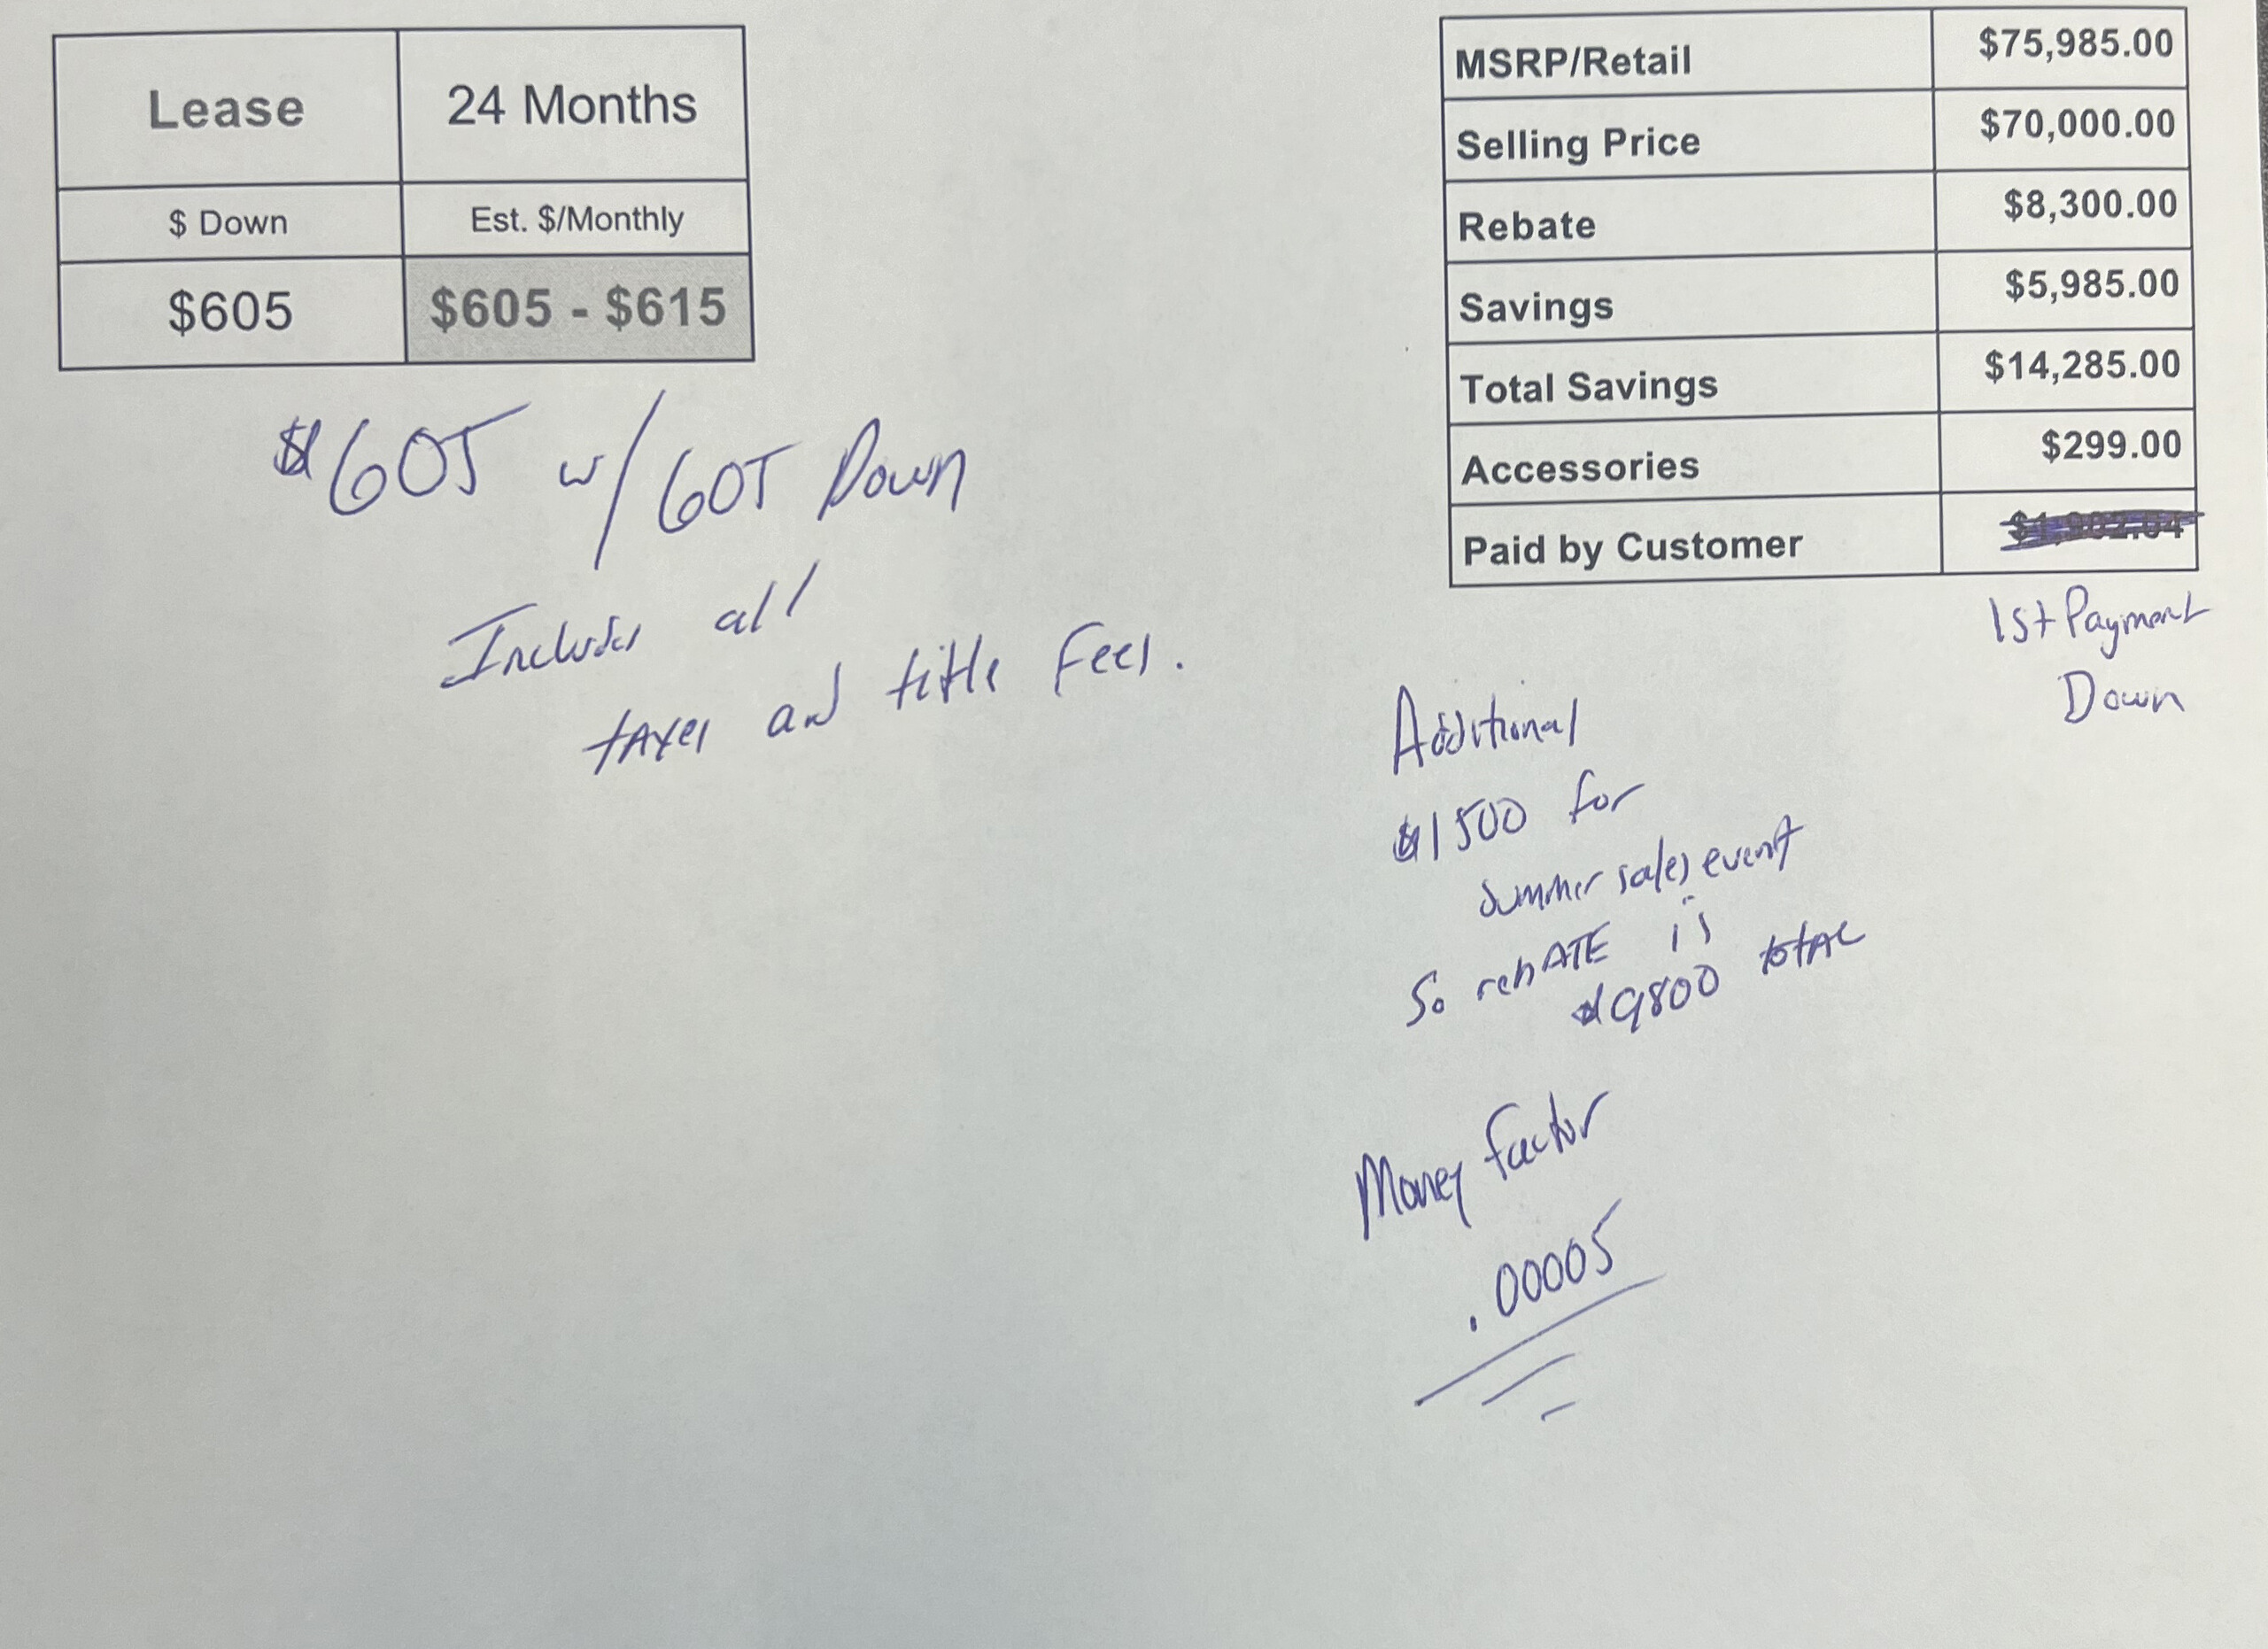 Lease 24 Months
$ Down Est. $/Monthly
$605 $605 - $615
$605 w/ 605 Down
Includes all
taxes and title Fees.
MSRP/Retail $75,985.00
Selling Price $70,000.00
Rebate $8,300.00
Savings $5,985.00
Total Savings $14,285.00
Accessories $299.00
Paid by Customer
1st Payment
Down
Additional
$1500 for
summer sales event
So rebATE is
$9800 totAL
Money factor
.00005